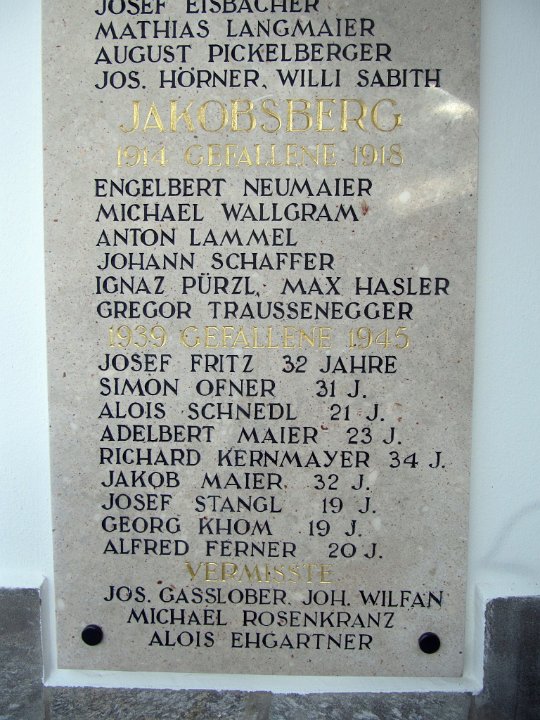 JOSEF EISBACHER
MATHIAS LANGMAIER
AUGUST PICKELBERGER
JOS. HÖRNER, WILLI SABITH
JAKOBSBERG
1914 GEFALLENE 1918
ENGELBERT NEUMAIER
MICHAEL WALLGRAM
ANTON LAMMEL
JOHANN SCHAFFER
IGNAZ PÜRZL, MAX HASLER
GREGOR TRAUSSENEGGER
1939 GEFALLENE 1945
JOSEF FRITZ 32 JAHRE
SIMON OFNER 31 J.
ALOIS SCHNEDL 21 J.
ADELBERT MAIER 23 J.
RICHARD KERNMAYER 34 J.
JAKOB MAIER 32 J.
JOSEF STANGL 19 J.
GEORG KHOM 19 J.
ALFRED FERNER 20 J.
VERMISSTE
JOS. GASSLOBER, JOH. WILFAN
MICHAEL ROSENKRANZ
ALOIS EHGARTNER